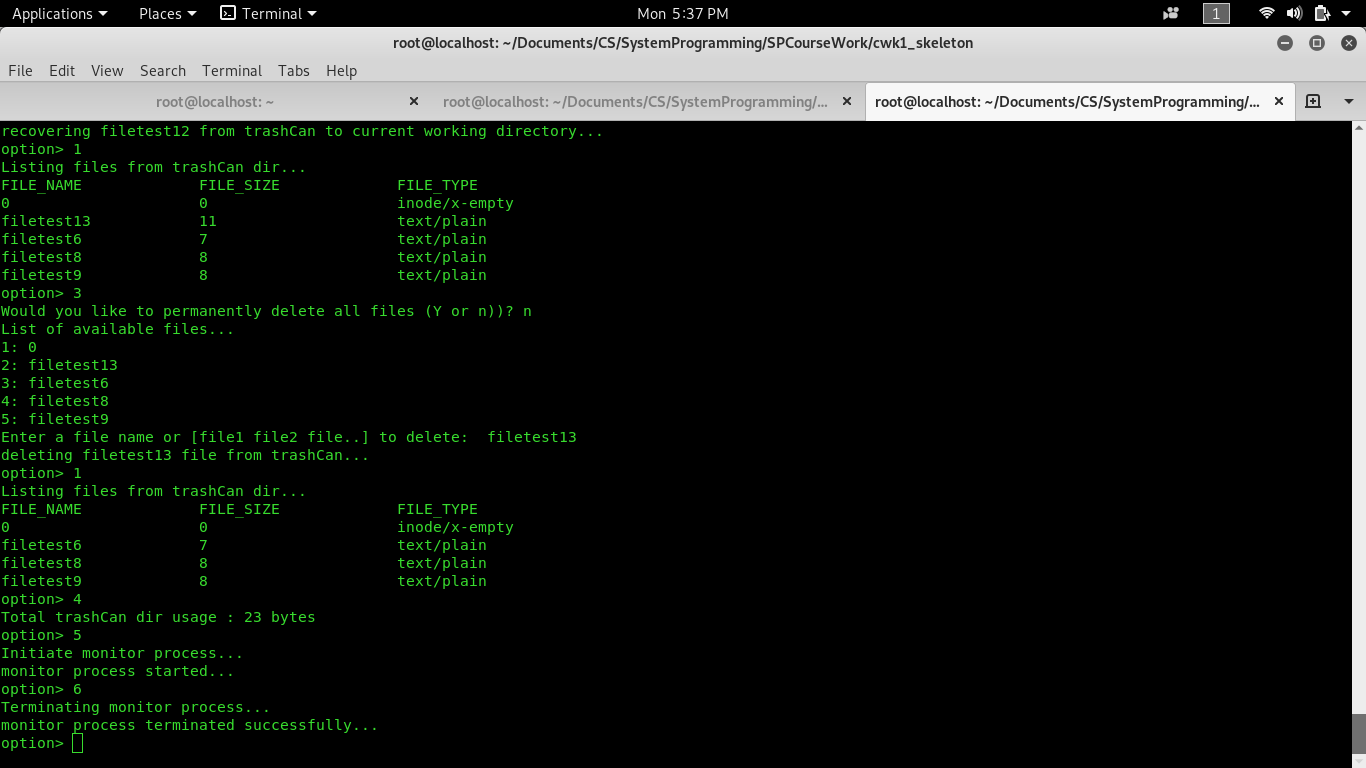 Applications Places Terminal Mon 5:37 PM 1
root@localhost: ~/Documents/CS/SystemProgramming/SPCourseWork/cwk1_skeleton
File Edit View Search Terminal Tabs Help
root@localhost: ~ root@localhost: ~/Documents/CS/SystemProgramming/... root@localhost: ~/Documents/CS/SystemProgramming/...
recovering filetest12 from trashCan to current working directory...
option> 1
Listing files from trashCan dir...
FILE_NAME FILE_SIZE FILE_TYPE
0 0 inode/x-empty
filetest13 11 text/plain
filetest6 7 text/plain
filetest8 8 text/plain
filetest9 8 text/plain
option> 3
Would you like to permanently delete all files (Y or n))? n
List of available files...
1: 0
2: filetest13
3: filetest6
4: filetest8
5: filetest9
Enter a file name or [file1 file2 file..] to delete:  filetest13
deleting filetest13 file from trashCan...
option> 1
Listing files from trashCan dir...
FILE_NAME FILE_SIZE FILE_TYPE
0 0 inode/x-empty
filetest6 7 text/plain
filetest8 8 text/plain
filetest9 8 text/plain
option> 4
Total trashCan dir usage : 23 bytes
option> 5
Initiate monitor process...
monitor process started...
option> 6
Terminating monitor process...
monitor process terminated successfully...
option>